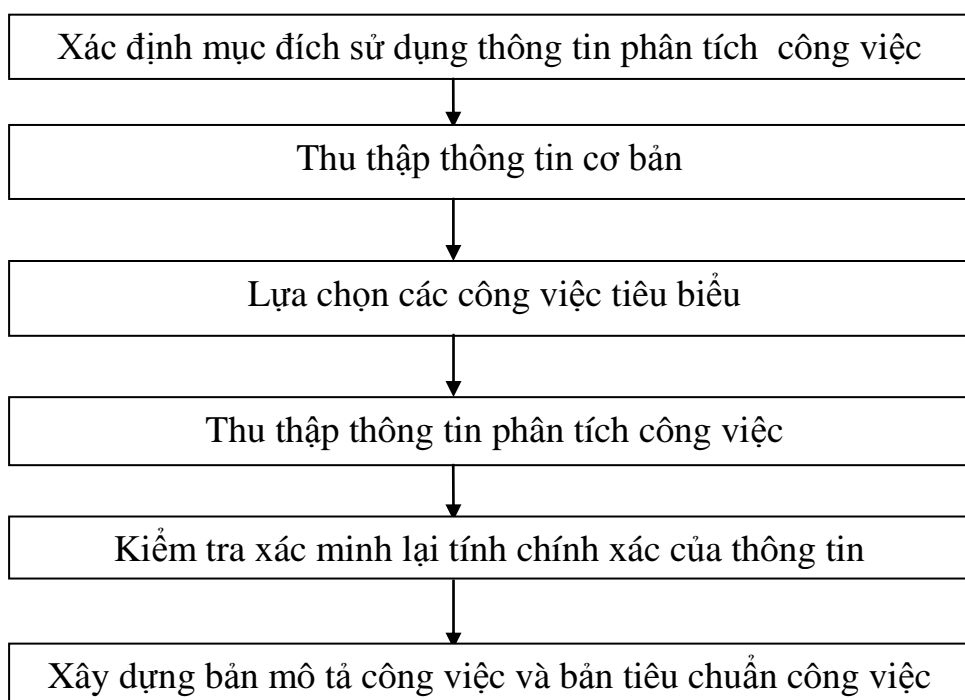 Xác định mục đích sử dụng thông tin phân tích công việc
Thu thập thông tin cơ bản
Lựa chọn các công việc tiêu biểu
Thu thập thông tin phân tích công việc
Kiểm tra xác minh lại tính chính xác của thông tin
Xây dựng bản mô tả công việc và bản tiêu chuẩn công việc